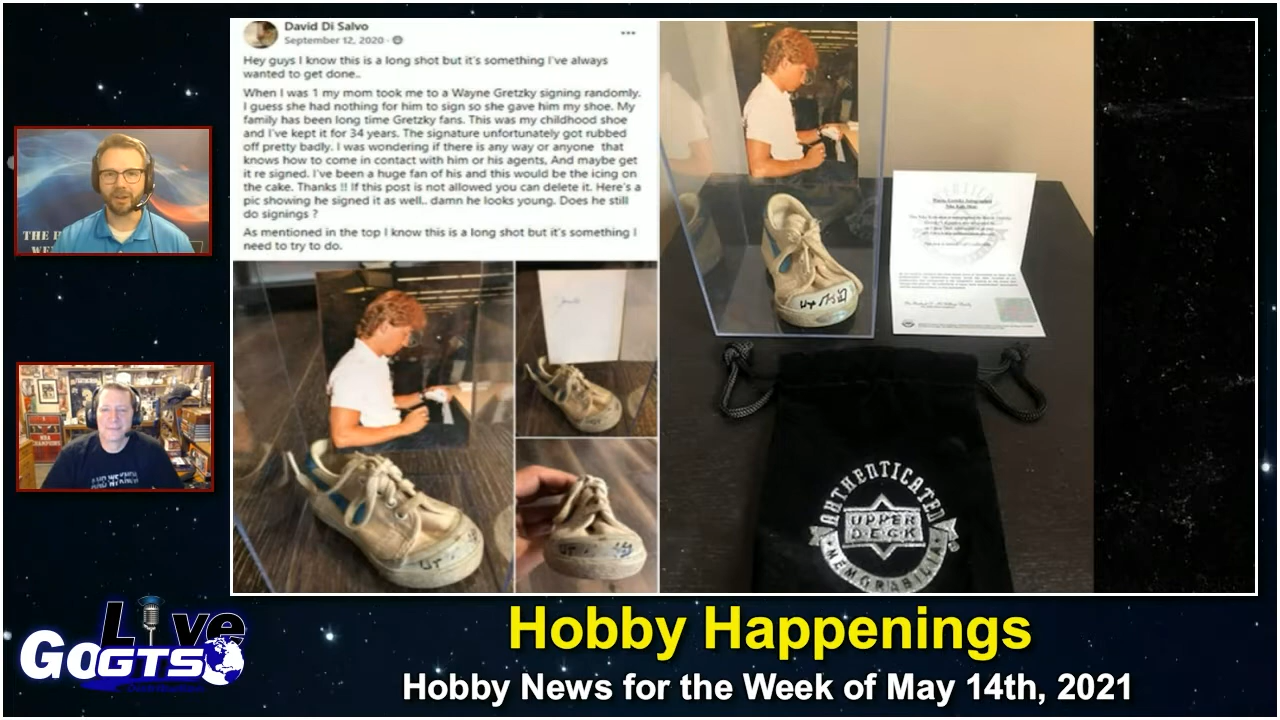 David Di Salvo
September 12, 2020
Hey guys I know this is a long shot but it's something I've always
wanted to get done..
When I was 1 my mom took me to a Wayne Gretzky signing randomly.
I guess she had nothing for him to sign so she gave him my shoe. My
family has been long time Gretzky fans. This was my childhood shoe
and I've kept it for 34 years. The signature unfortunately got rubbed
off pretty badly. I was wondering if there is any way or anyone that
knows how to come in contact with him or his agents, And maybe get
it re signed. I've been a huge fan of his and this would be the icing on
the cake. Thanks !! If this post is not allowed you can delete it. Here's a
pic showing he signed it as well.. damn he looks young. Does he still
do signings ?
As mentioned in the top I know this is a long shot but it's something I
need to try to do.
THE H
WE
NBA
CHAMPIONS
AUTHENTICATED
UPPER
DECK
MEMORABILIA
Live
GoGTS
Hobby Happenings
Hobby News for the Week of May 14th, 2021